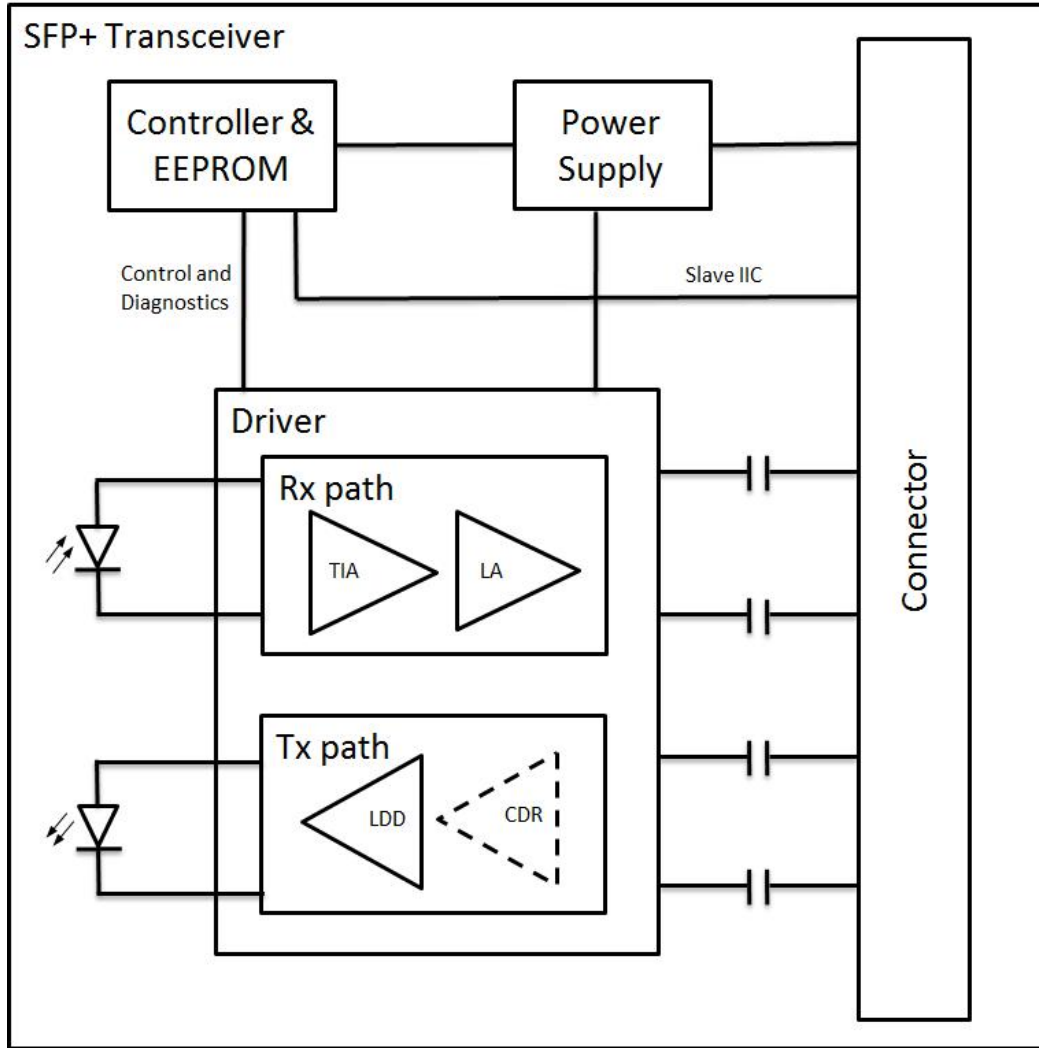 SFP+ Transceiver
Controller &
EEPROM
Power
Supply
Control and
Diagnostics
Slave IIC
Driver
Rx path
TIA
LA
Connector
Tx path
LDD
CDR